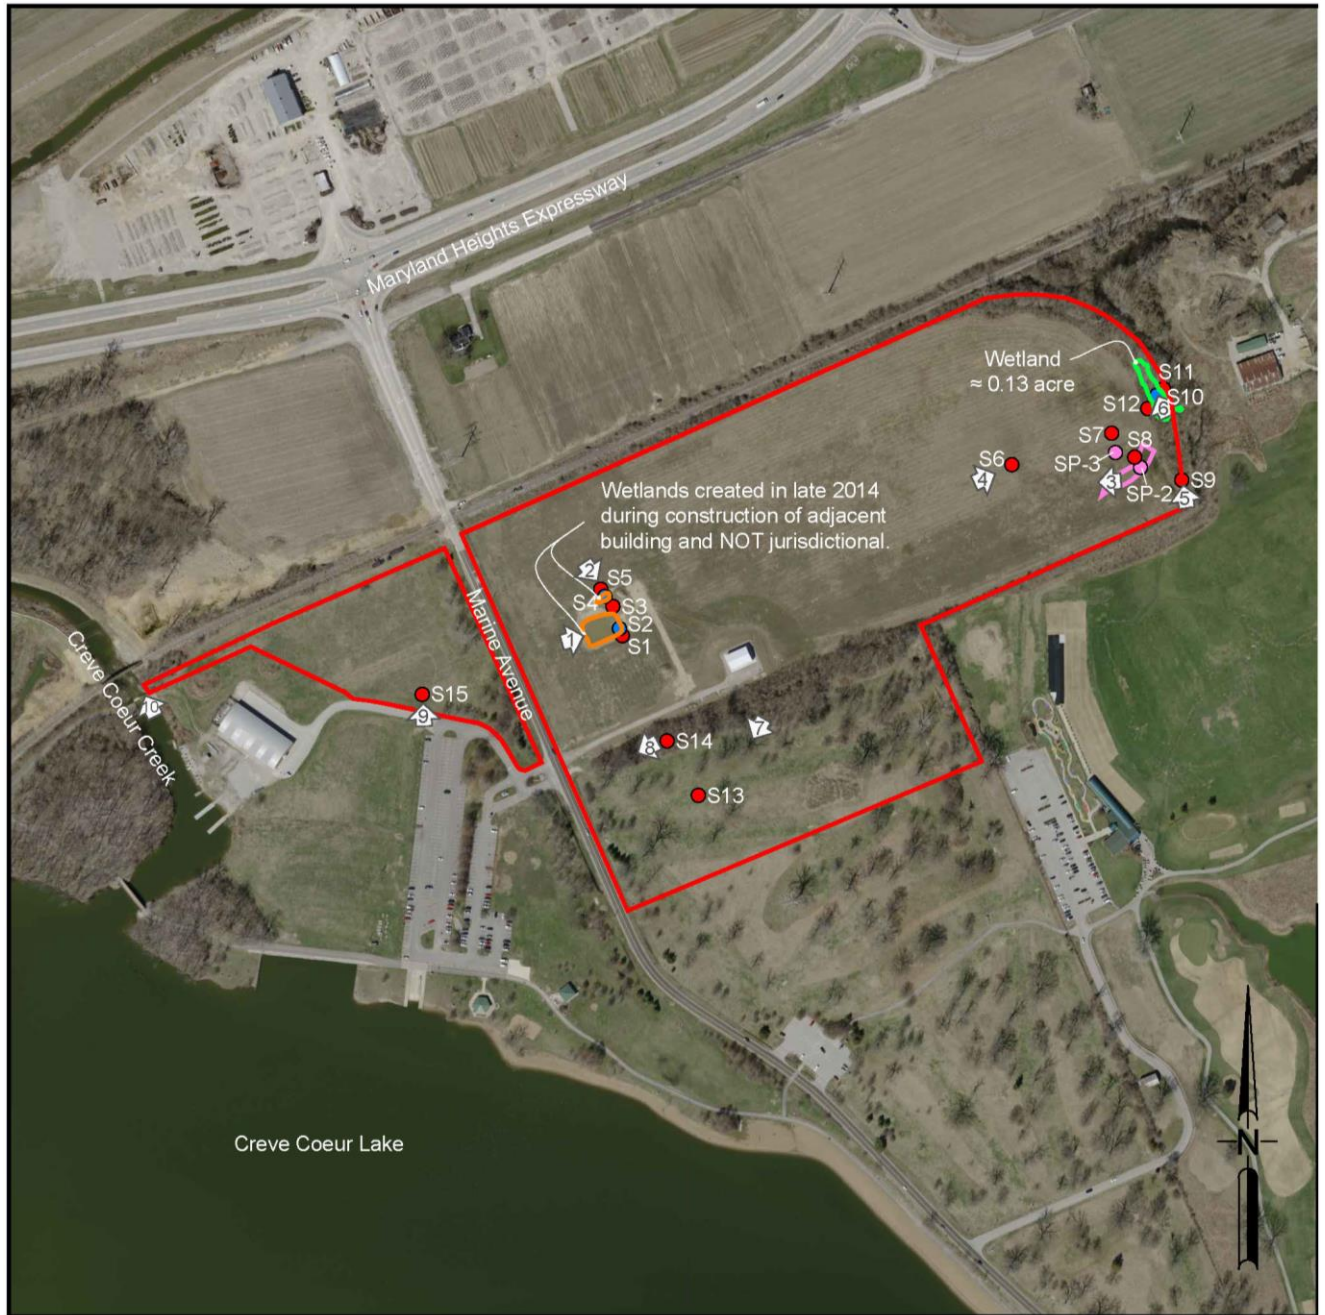 Maryland Heights Expressway
Wetland
≈ 0.13 acre
S11
S10
S12
6
S7
S8
SP-3
S6
4
3
SP-2
S9
5
Wetlands created in late 2014
during construction of adjacent
building and NOT jurisdictional.
2
S5
S4
S3
S2
1
S1
Marine Avenue
Creve Coeur Creek
10
S15
9
7
8
S14
S13
Creve Coeur Lake
N